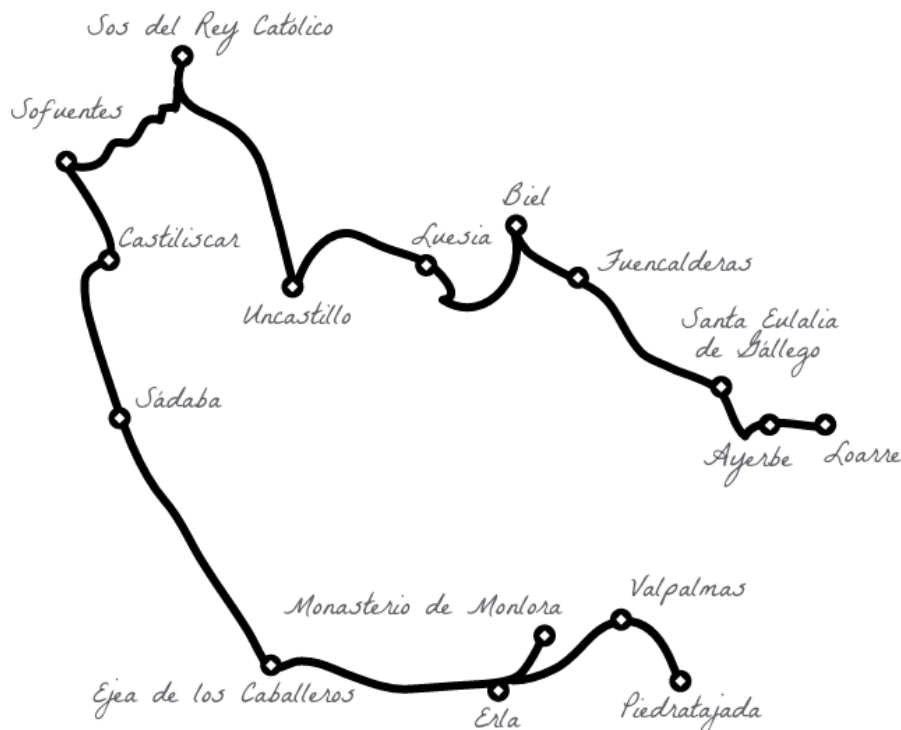 Sos del Rey Católico
Sofuentes
Biel
Castiliscar
Luesia
Fuencalderas
Uncastillo
Santa Eulalia
de Gállego
Sádaba
Ayerbe
Loarre
Valpalmas
Monasterio de Monlora
Ejea de los Caballeros
Piedratajada
Erla